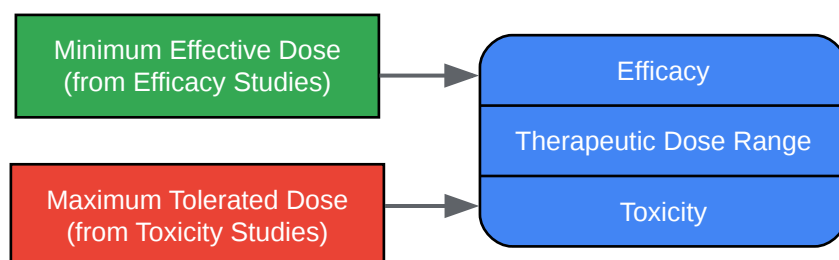 Minimum Effective Dose
(from Efficacy Studies)
Efficacy
Therapeutic Dose Range
Maximum Tolerated Dose
(from Toxicity Studies)
Toxicity